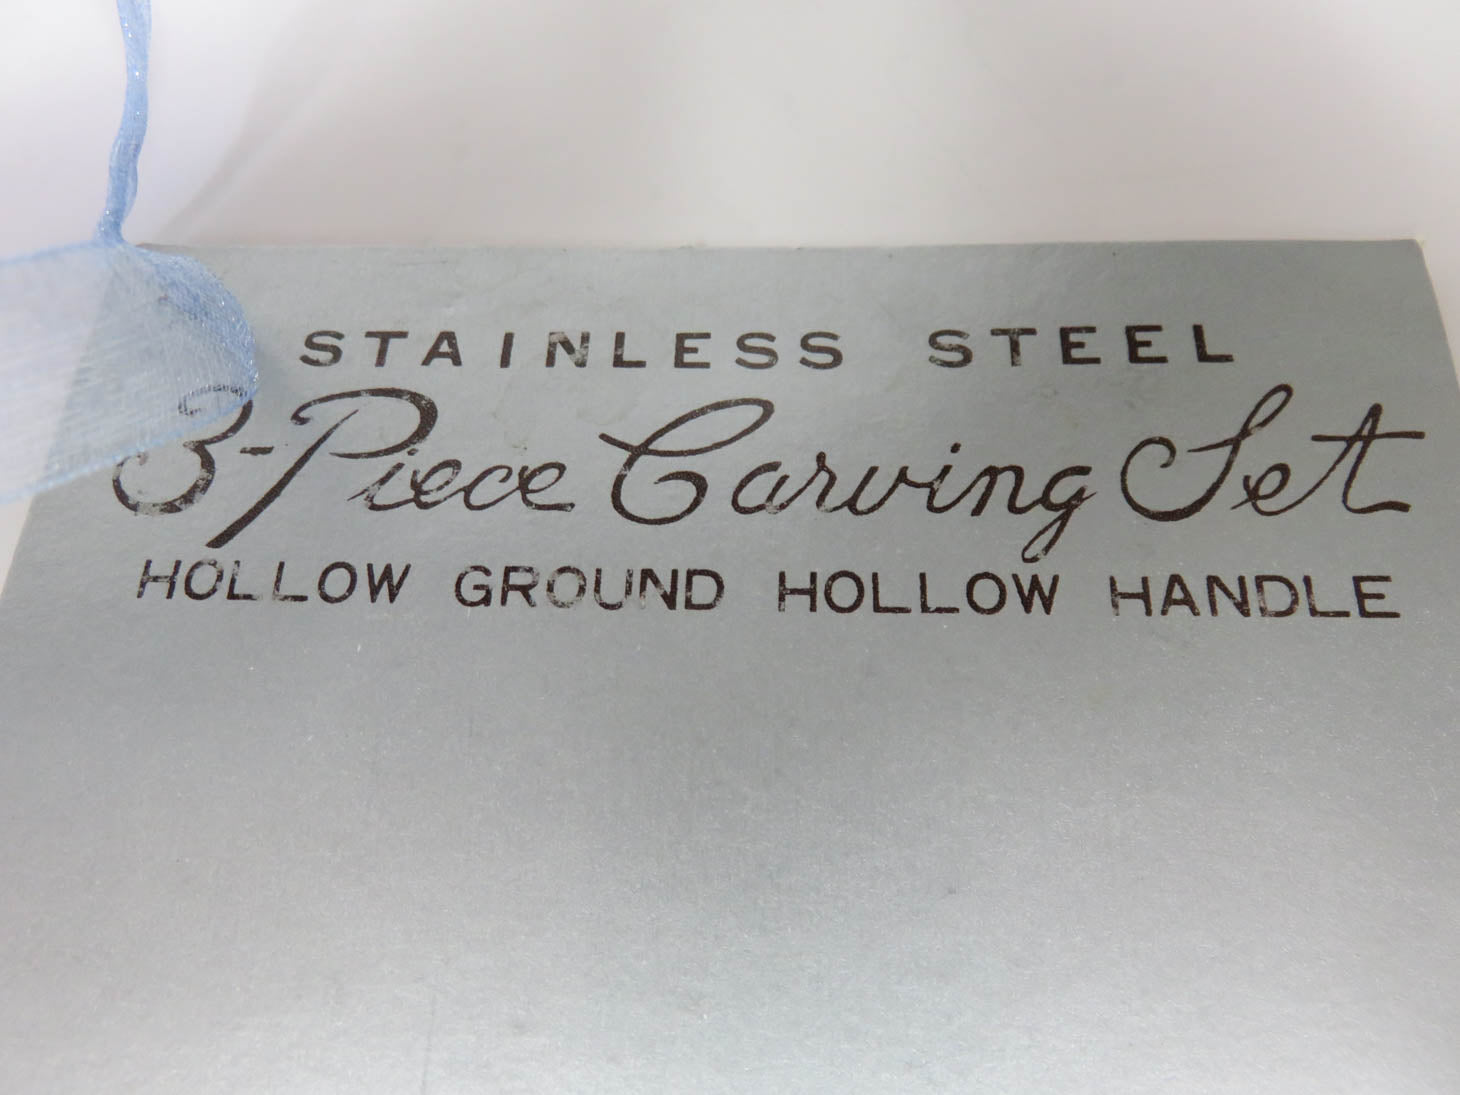 STAINLESS STEEL
3-Piece Carving Set
HOLLOW GROUND HOLLOW HANDLE